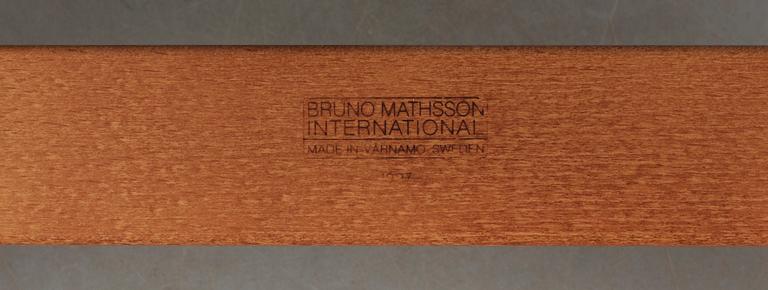 BRUNO MATHSSON
INTERNATIONAL
MADE IN VÄRNAMO SWEDEN